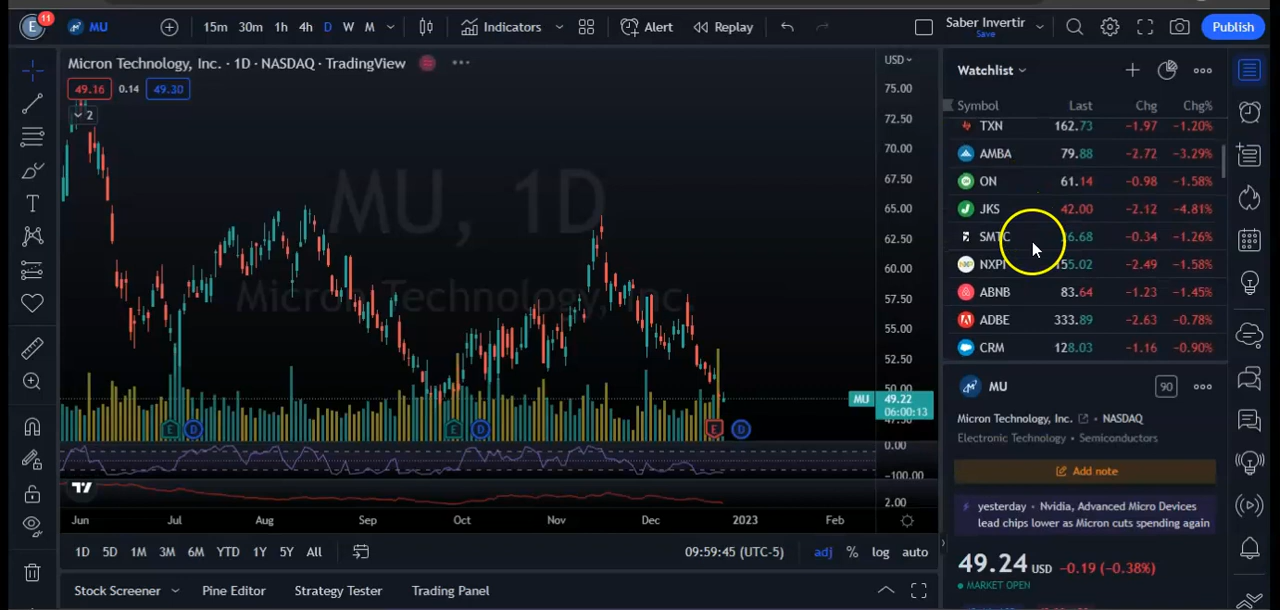 E 11 MU 15m 30m 1h 4h D W M Indicators Alert Replay Saber Invertir Save Publish
Micron Technology, Inc. · 1D · NASDAQ · TradingView
49.16 0.14 49.30
2
MU, 1D
Micron Technology, Inc
USD
75.00
72.50
70.00
67.50
65.00
62.50
60.00
57.50
55.00
52.50
50.00
MU 49.22
06:00:13
E D E D E D
0.00
-100.00
2.00
Jun Jul Aug Sep Oct Nov Dec 2023 Feb
1D 5D 1M 3M 6M YTD 1Y 5Y All 09:59:45 (UTC-5) adj % log auto
Stock Screener Pine Editor Strategy Tester Trading Panel
Watchlist
Symbol Last Chg Chg%
TXN 162.73 −1.97 −1.20%
AMBA 79.88 −2.72 −3.29%
ON 61.14 −0.98 −1.58%
JKS 42.00 −2.12 −4.81%
SMTC 6.68 −0.34 −1.26%
NXPI 155.02 −2.49 −1.58%
ABNB 83.64 −1.23 −1.45%
ADBE 333.89 −2.63 −0.78%
CRM 128.03 −1.16 −0.90%
MU 90
Micron Technology, Inc. · NASDAQ
Electronic Technology · Semiconductors
Add note
yesterday · Nvidia, Advanced Micro Devices
lead chips lower as Micron cuts spending again
49.24 USD −0.19 (−0.38%)
MARKET OPEN